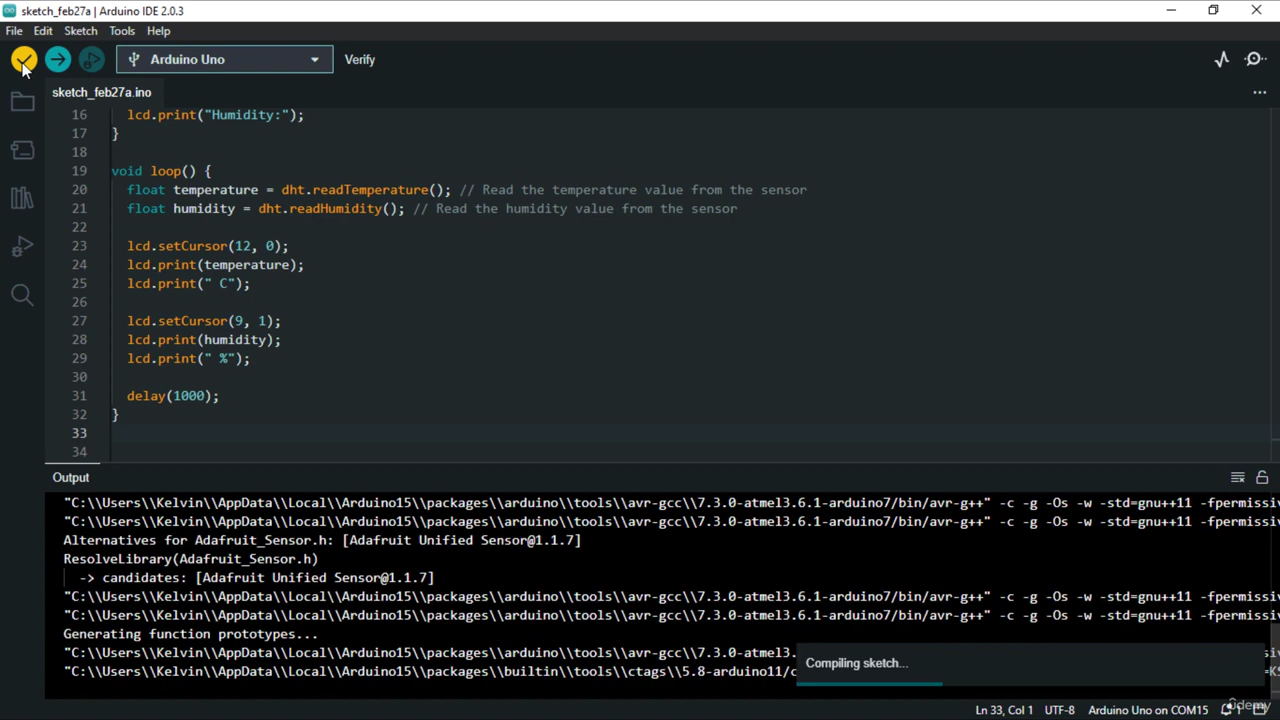 sketch_feb27a | Arduino IDE 2.0.3
File Edit Sketch Tools Help
Arduino Uno Verify
sketch_feb27a.ino
16 lcd.print("Humidity:");
17 }
18
19 void loop() {
20 float temperature = dht.readTemperature(); // Read the temperature value from the sensor
21 float humidity = dht.readHumidity(); // Read the humidity value from the sensor
22
23 lcd.setCursor(12, 0);
24 lcd.print(temperature);
25 lcd.print(" C");
26
27 lcd.setCursor(9, 1);
28 lcd.print(humidity);
29 lcd.print(" %");
30
31 delay(1000);
32 }
33
34
Output
"C:\\Users\\Kelvin\\AppData\\Local\\Arduino15\\packages\\arduino\\tools\\avr-gcc\\7.3.0-atmel3.6.1-arduino7/bin/avr-g++" -c -g -Os -w -std=gnu++11 -fpermissi
"C:\\Users\\Kelvin\\AppData\\Local\\Arduino15\\packages\\arduino\\tools\\avr-gcc\\7.3.0-atmel3.6.1-arduino7/bin/avr-g++" -c -g -Os -w -std=gnu++11 -fpermissi
Alternatives for Adafruit_Sensor.h: [Adafruit Unified Sensor@1.1.7]
ResolveLibrary(Adafruit_Sensor.h)
-> candidates: [Adafruit Unified Sensor@1.1.7]
"C:\\Users\\Kelvin\\AppData\\Local\\Arduino15\\packages\\arduino\\tools\\avr-gcc\\7.3.0-atmel3.6.1-arduino7/bin/avr-g++" -c -g -Os -w -std=gnu++11 -fpermissi
"C:\\Users\\Kelvin\\AppData\\Local\\Arduino15\\packages\\arduino\\tools\\avr-gcc\\7.3.0-atmel3.6.1-arduino7/bin/avr-g++" -c -g -Os -w -std=gnu++11 -fpermissi
Generating function prototypes...
"C:\\Users\\Kelvin\\AppData\\Local\\Arduino15\\packages\\arduino\\tools\\avr-gcc\\7.3.
"C:\\Users\\Kelvin\\AppData\\Local\\Arduino15\\packages\\builtin\\tools\\ctags\\5.8-arduino11/c
Compiling sketch...
Ln 33, Col 1 UTF-8 Arduino Uno on COM15
Udemy